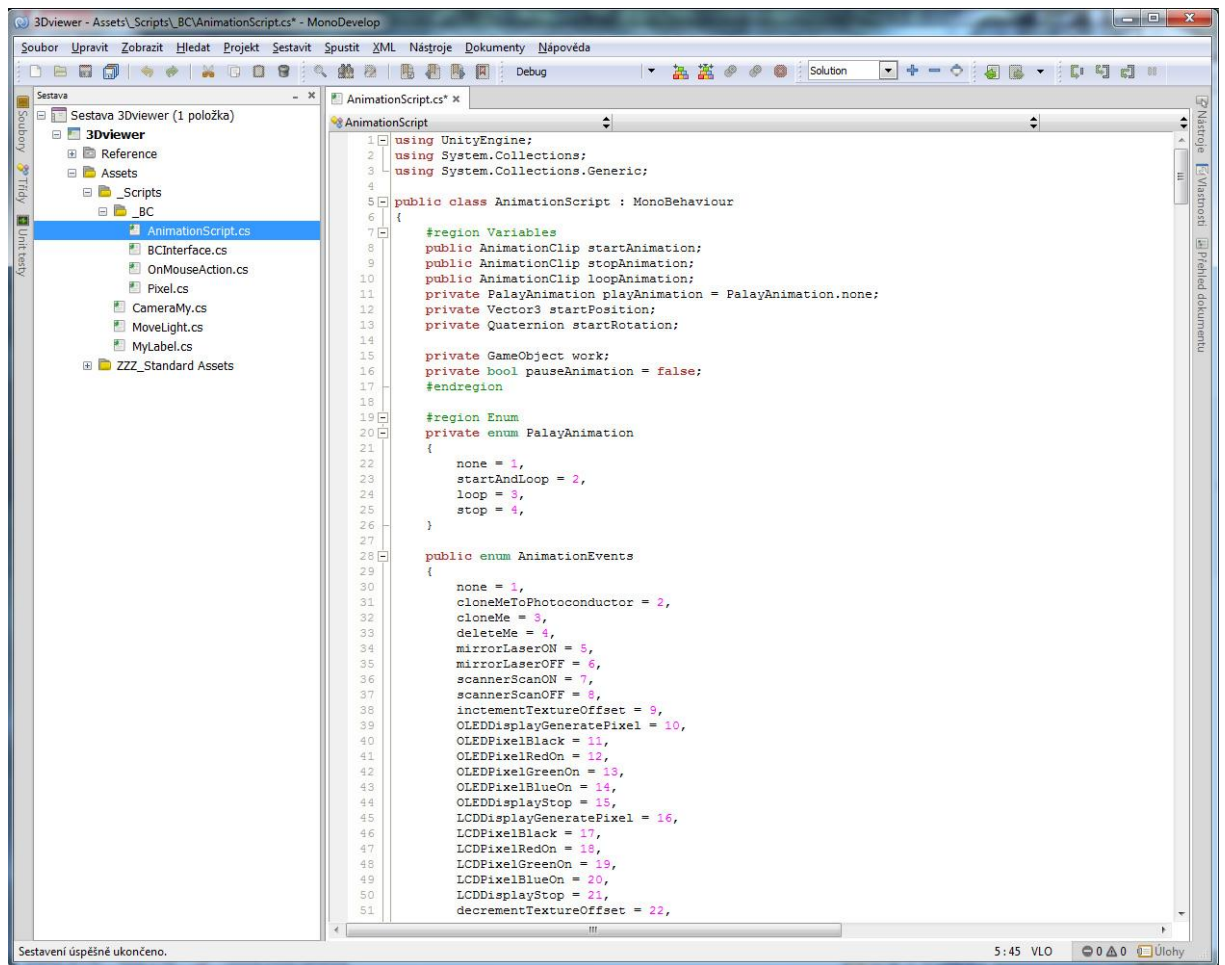 3Dviewer - Assets\_Scripts\_BC\AnimationScript.cs* - MonoDevelop
Soubor Upravit Zobrazit Hledat Projekt Sestavit Spustit XML Nástroje Dokumenty Nápověda
Debug Solution
Sestava
Soubory
Třídy
Unit testy
Sestava 3Dviewer (1 položka)
3Dviewer
Reference
Assets
_Scripts
_BC
AnimationScript.cs
BCInterface.cs
OnMouseAction.cs
Pixel.cs
CameraMy.cs
MoveLight.cs
MyLabel.cs
ZZZ_Standard Assets
AnimationScript.cs*
AnimationScript
1 using UnityEngine;
2 using System.Collections;
3 using System.Collections.Generic;
4
5 public class AnimationScript : MonoBehaviour
6 {
7 #region Variables
8 public AnimationClip startAnimation;
9 public AnimationClip stopAnimation;
10 public AnimationClip loopAnimation;
11 private PalayAnimation playAnimation = PalayAnimation.none;
12 private Vector3 startPosition;
13 private Quaternion startRotation;
14
15 private GameObject work;
16 private bool pauseAnimation = false;
17 #endregion
18
19 #region Enum
20 private enum PalayAnimation
21 {
22 none = 1,
23 startAndLoop = 2,
24 loop = 3,
25 stop = 4,
26 }
27
28 public enum AnimationEvents
29 {
30 none = 1,
31 cloneMeToPhotoconductor = 2,
32 cloneMe = 3,
33 deleteMe = 4,
34 mirrorLaserON = 5,
35 mirrorLaserOFF = 6,
36 scannerScanON = 7,
37 scannerScanOFF = 8,
38 inctementTextureOffset = 9,
39 OLEDDisplayGeneratePixel = 10,
40 OLEDPixelBlack = 11,
41 OLEDPixelRedOn = 12,
42 OLEDPixelGreenOn = 13,
43 OLEDPixelBlueOn = 14,
44 OLEDDisplayStop = 15,
45 LCDDisplayGeneratePixel = 16,
46 LCDPixelBlack = 17,
47 LCDPixelRedOn = 18,
48 LCDPixelGreenOn = 19,
49 LCDPixelBlueOn = 20,
50 LCDDisplayStop = 21,
51 decrementTextureOffset = 22,
Nástroje
Vlastnosti
Přehled dokumentu
Sestavení úspěšně ukončeno.
5:45 VLO 0 0 Úlohy